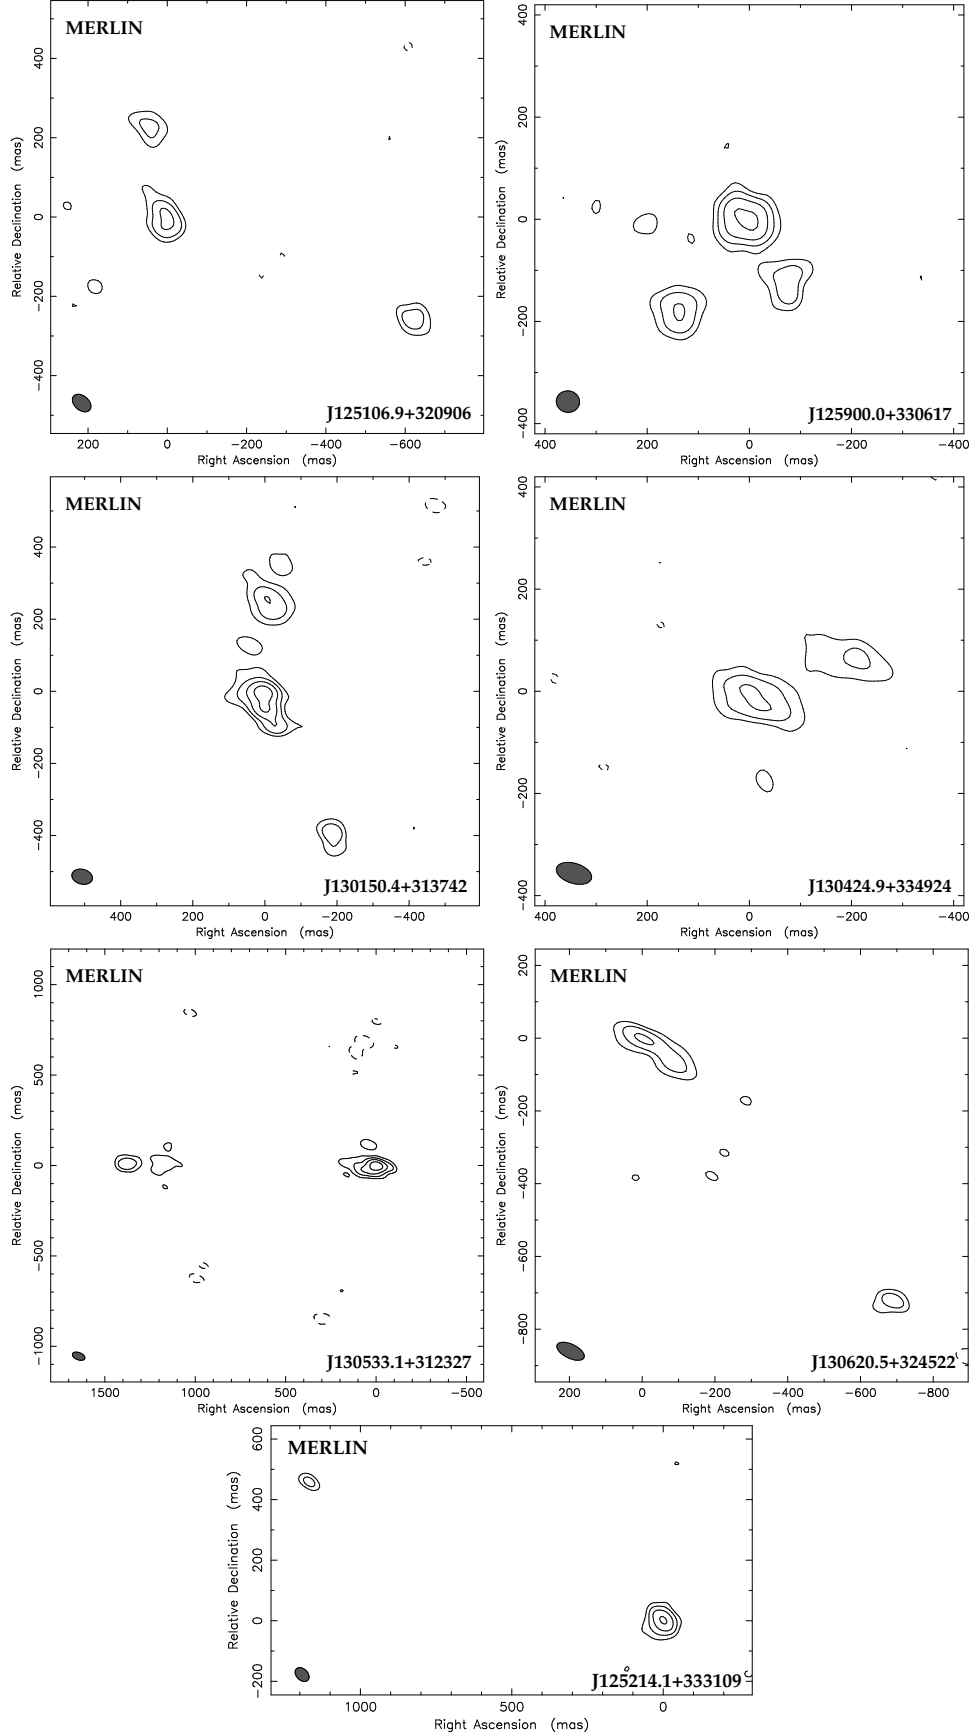 MERLIN
Relative Declination (mas)
400
200
0
−200
−400
J125106.9+320906
200 0 −200 −400 −600
Right Ascension (mas)
MERLIN
Relative Declination (mas)
400
200
0
−200
−400
J125900.0+330617
400 200 0 −200 −400
Right Ascension (mas)
MERLIN
Relative Declination (mas)
400
200
0
−200
−400
J130150.4+313742
400 200 0 −200 −400
Right Ascension (mas)
MERLIN
Relative Declination (mas)
400
200
0
−200
−400
J130424.9+334924
400 200 0 −200 −400
Right Ascension (mas)
MERLIN
Relative Declination (mas)
1000
500
0
−500
−1000
J130533.1+312327
1500 1000 500 0 −500
Right Ascension (mas)
MERLIN
Relative Declination (mas)
200
0
−200
−400
−600
−800
J130620.5+324522
200 0 −200 −400 −600 −800
Right Ascension (mas)
MERLIN
Relative Declination (mas)
600
400
200
0
−200
J125214.1+333109
1000 500 0
Right Ascension (mas)